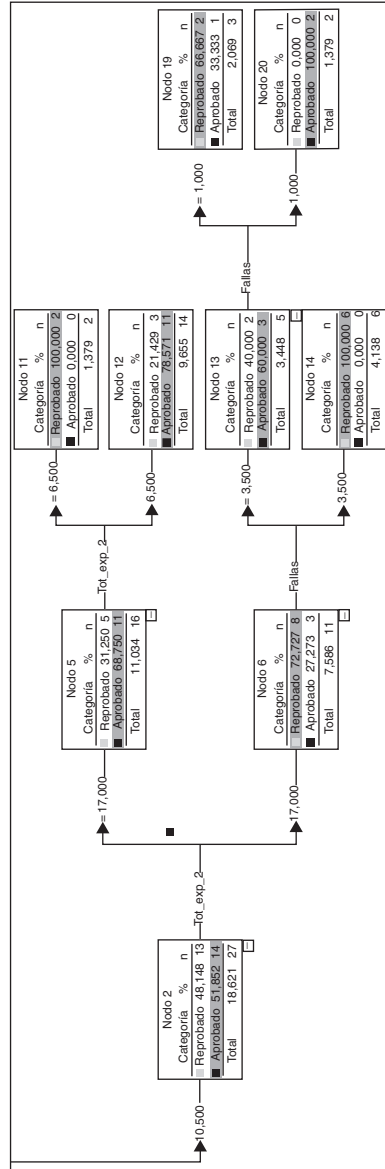 10,500
Nodo 2
Categoría % n
Reprobado 48,148 13
Aprobado 51,852 14
Total 18,621 27
Tot_exp_2
= 17,000
17,000
Nodo 5
Categoría % n
Reprobado 31,250 5
Aprobado 68,750 11
Total 11,034 16
Nodo 6
Categoría % n
Reprobado 72,727 8
Aprobado 27,273 3
Total 7,586 11
Tot_exp_2
= 6,500
6,500
Fallas
= 3,500
3,500
Nodo 11
Categoría % n
Reprobado 100,000 2
Aprobado 0,000 0
Total 1,379 2
Nodo 12
Categoría % n
Reprobado 21,429 3
Aprobado 78,571 11
Total 9,655 14
Nodo 13
Categoría % n
Reprobado 40,000 2
Aprobado 60,000 3
Total 3,448 5
Nodo 14
Categoría % n
Reprobado 100,000 6
Aprobado 0,000 0
Total 4,138 6
Fallas
= 1,000
1,000
Nodo 19
Categoría % n
Reprobado 66,667 2
Aprobado 33,333 1
Total 2,069 3
Nodo 20
Categoría % n
Reprobado 0,000 0
Aprobado 100,000 2
Total 1,379 2